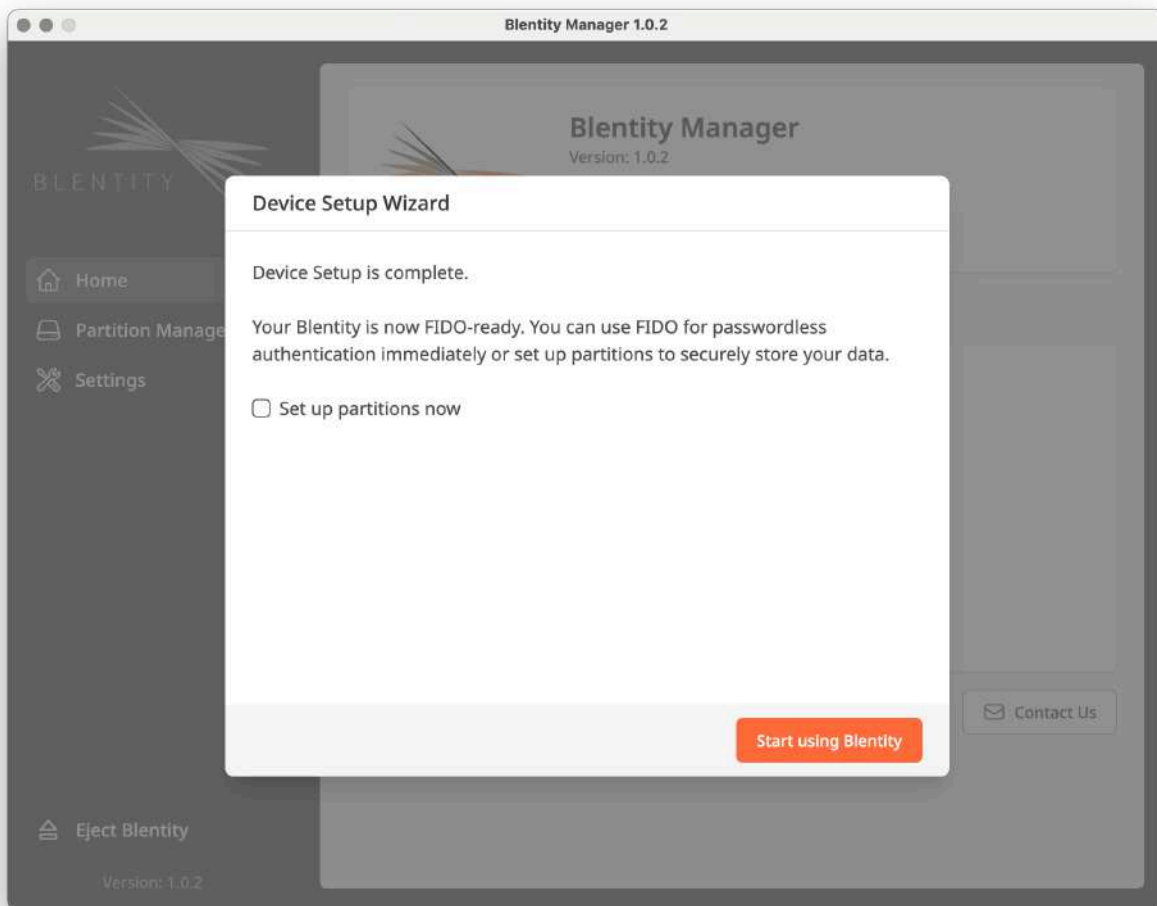 Blentity Manager 1.0.2
BLENTITY
Home
Partition Manage
Settings
Eject Blentity
Version: 1.0.2
Blentity Manager
Version: 1.0.2
Device Setup Wizard
Device Setup is complete.
Your Blentity is now FIDO-ready. You can use FIDO for passwordless
authentication immediately or set up partitions to securely store your data.
Set up partitions now
Start using Blentity
Contact Us